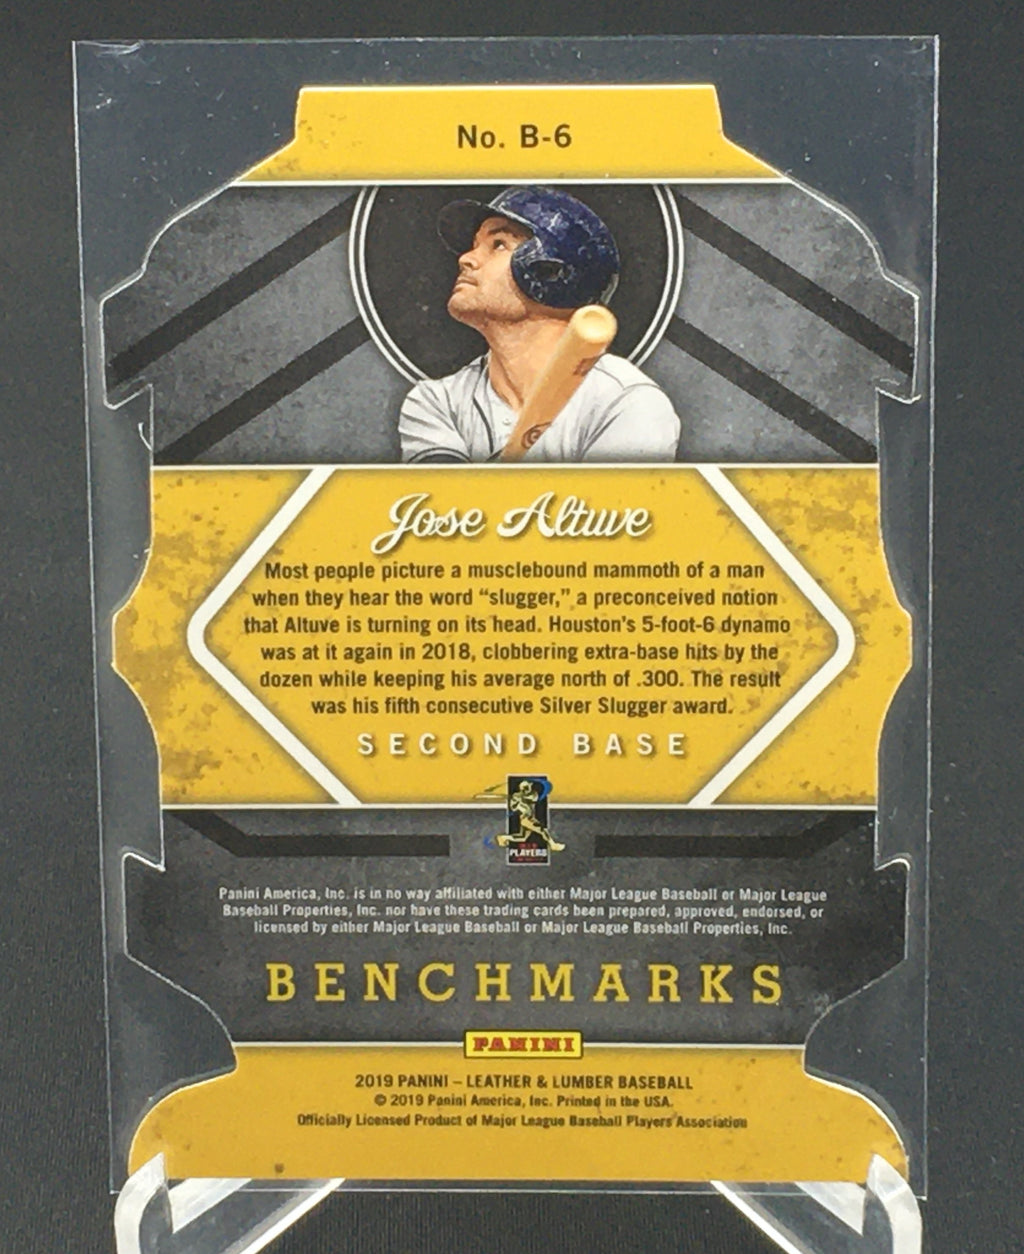 No. B-6
Jose Altuve
Most people picture a musclebound mammoth of a man
when they hear the word “slugger,” a preconceived notion
that Altuve is turning on its head. Houston's 5-foot-6 dynamo
was at it again in 2018, clobbering extra-base hits by the
dozen while keeping his average north of .300. The result
was his fifth consecutive Silver Slugger award.
SECOND BASE
PLAYERS
Panini America, Inc. is in no way affiliated with either Major League Baseball or Major League
Baseball Properties, Inc. nor have these trading cards been prepared, approved, endorsed, or
licensed by either Major League Baseball or Major League Baseball Properties, Inc.
BENCHMARKS
PANINI
2019 PANINI – LEATHER & LUMBER BASEBALL
© 2019 Panini America, Inc. Printed in the USA.
Officially Licensed Product of Major League Baseball Players Association